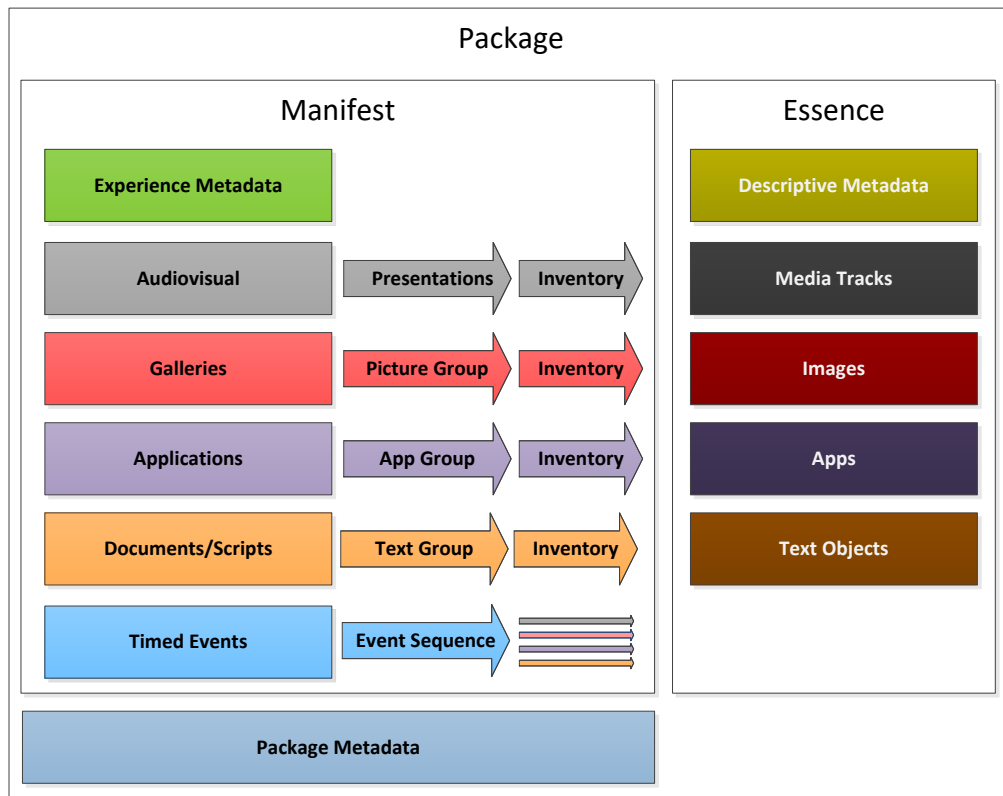 Package
Manifest
Essence
Experience Metadata
Descriptive Metadata
Audiovisual
Presentations
Inventory
Media Tracks
Galleries
Picture Group
Inventory
Images
Applications
App Group
Inventory
Apps
Documents/Scripts
Text Group
Inventory
Text Objects
Timed Events
Event Sequence
Package Metadata